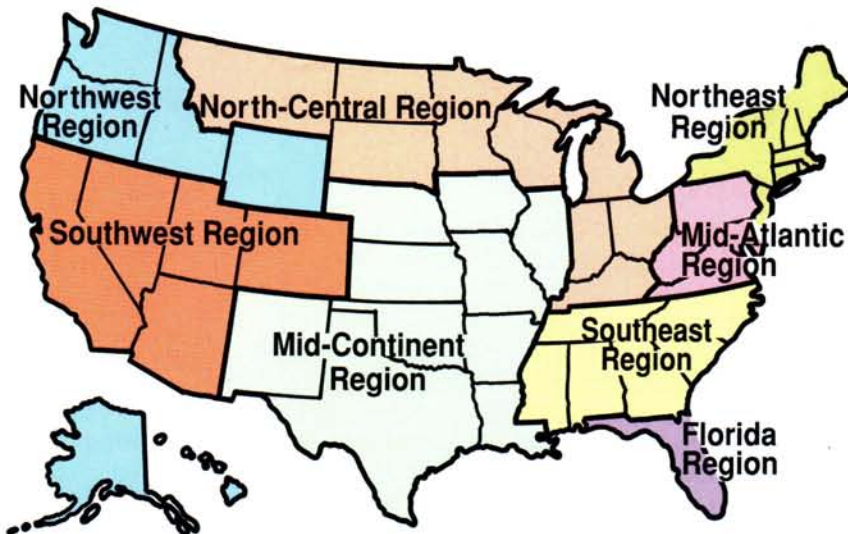 Northwest
Region
North-Central Region
Northeast
Region
Southwest Region
Mid-Atlantic
Region
Mid-Continent
Region
Southeast
Region
Florida
Region